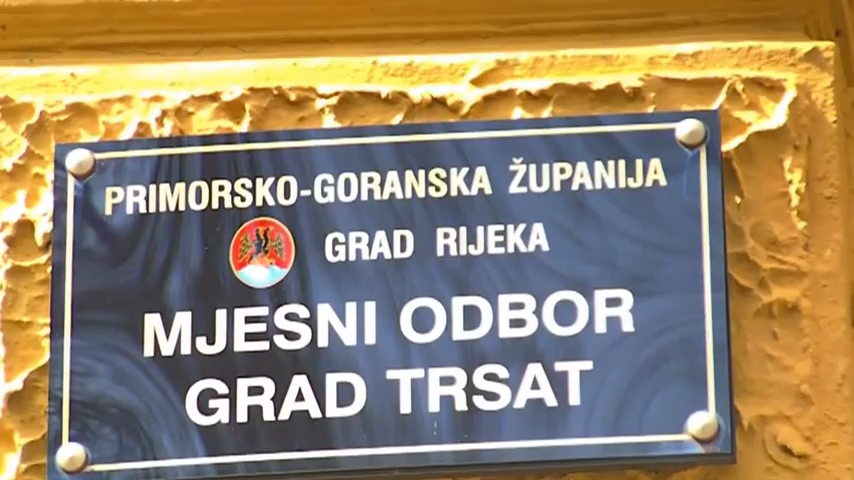 PRIMORSKO-GORANSKA ŽUPANIJA
GRAD RIJEKA
MJESNI ODBOR
GRAD TRSAT